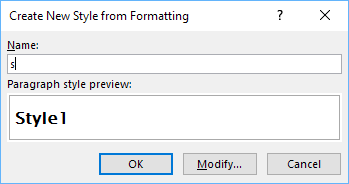 Create New Style from Formatting ? ×
Name:
s
Paragraph style preview:
Style1
OK Modify... Cancel